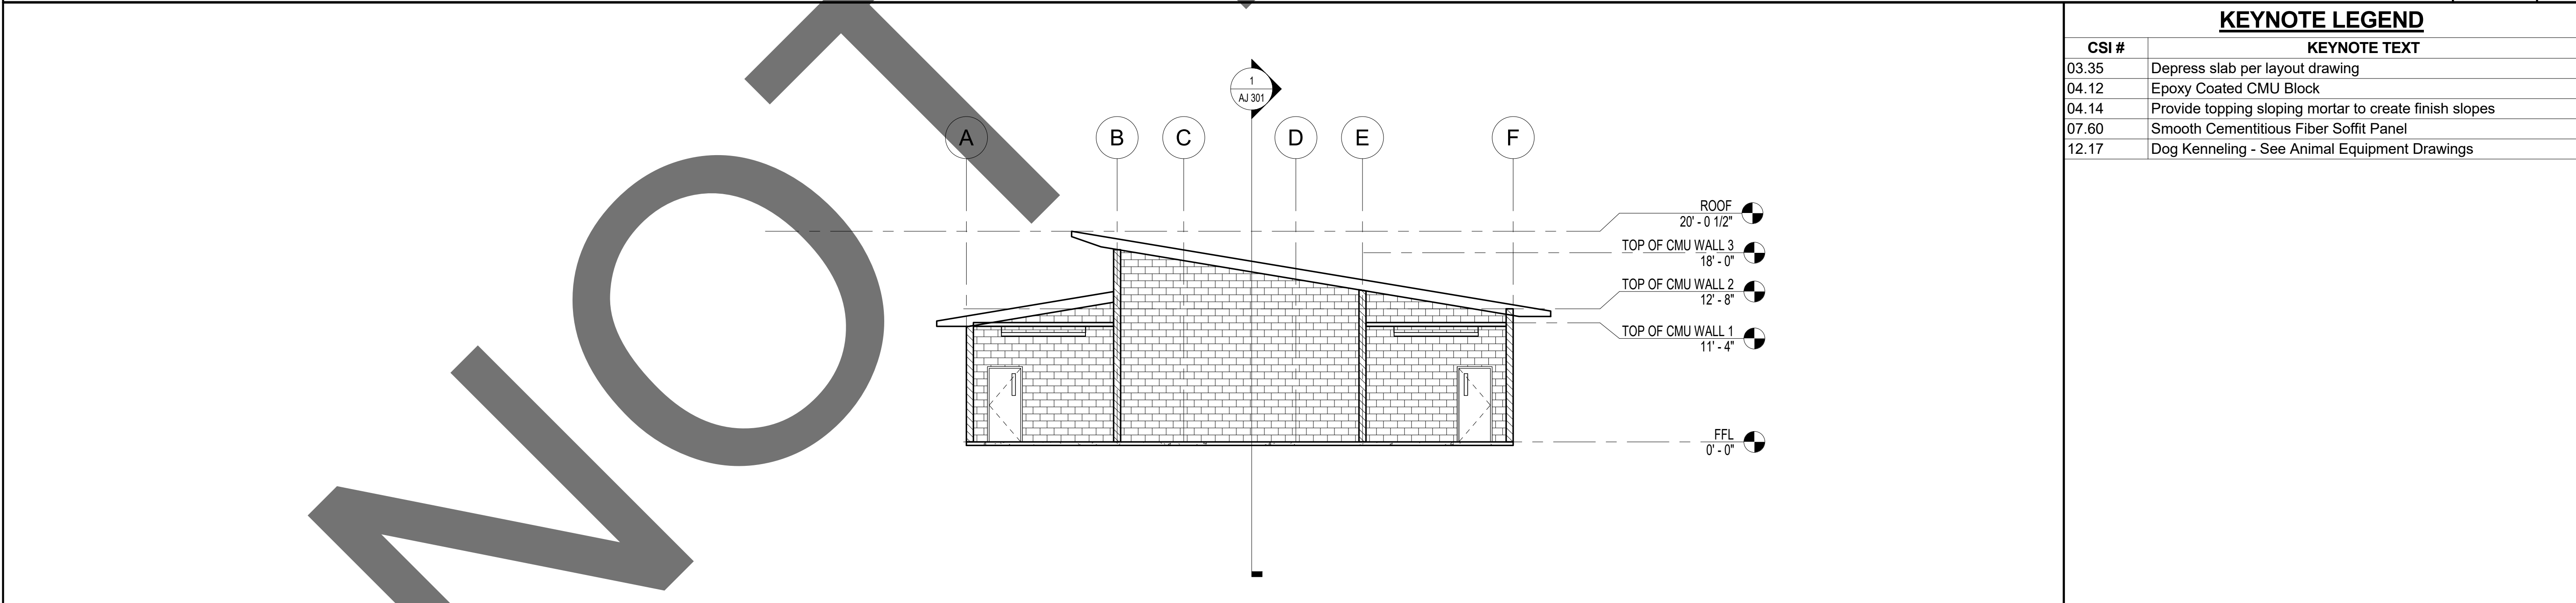 KEYNOTE LEGEND
CSI # KEYNOTE TEXT
03.35 Depress slab per layout drawing
04.12 Epoxy Coated CMU Block
04.14 Provide topping sloping mortar to create finish slopes
07.60 Smooth Cementitious Fiber Soffit Panel
12.17 Dog Kenneling - See Animal Equipment Drawings
1
AJ 301
A B C D E F
ROOF
20' - 0 1/2"
TOP OF CMU WALL 3
18' - 0"
TOP OF CMU WALL 2
12' - 8"
TOP OF CMU WALL 1
11' - 4"
FFL
0' - 0"
NOT